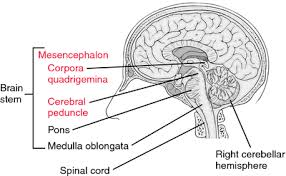 Mesencephalon
Corpora
quadrigemina
Brain
stem
Cerebral
peduncle
Pons
Medulla oblongata
Spinal cord
Right cerebellar
hemisphere